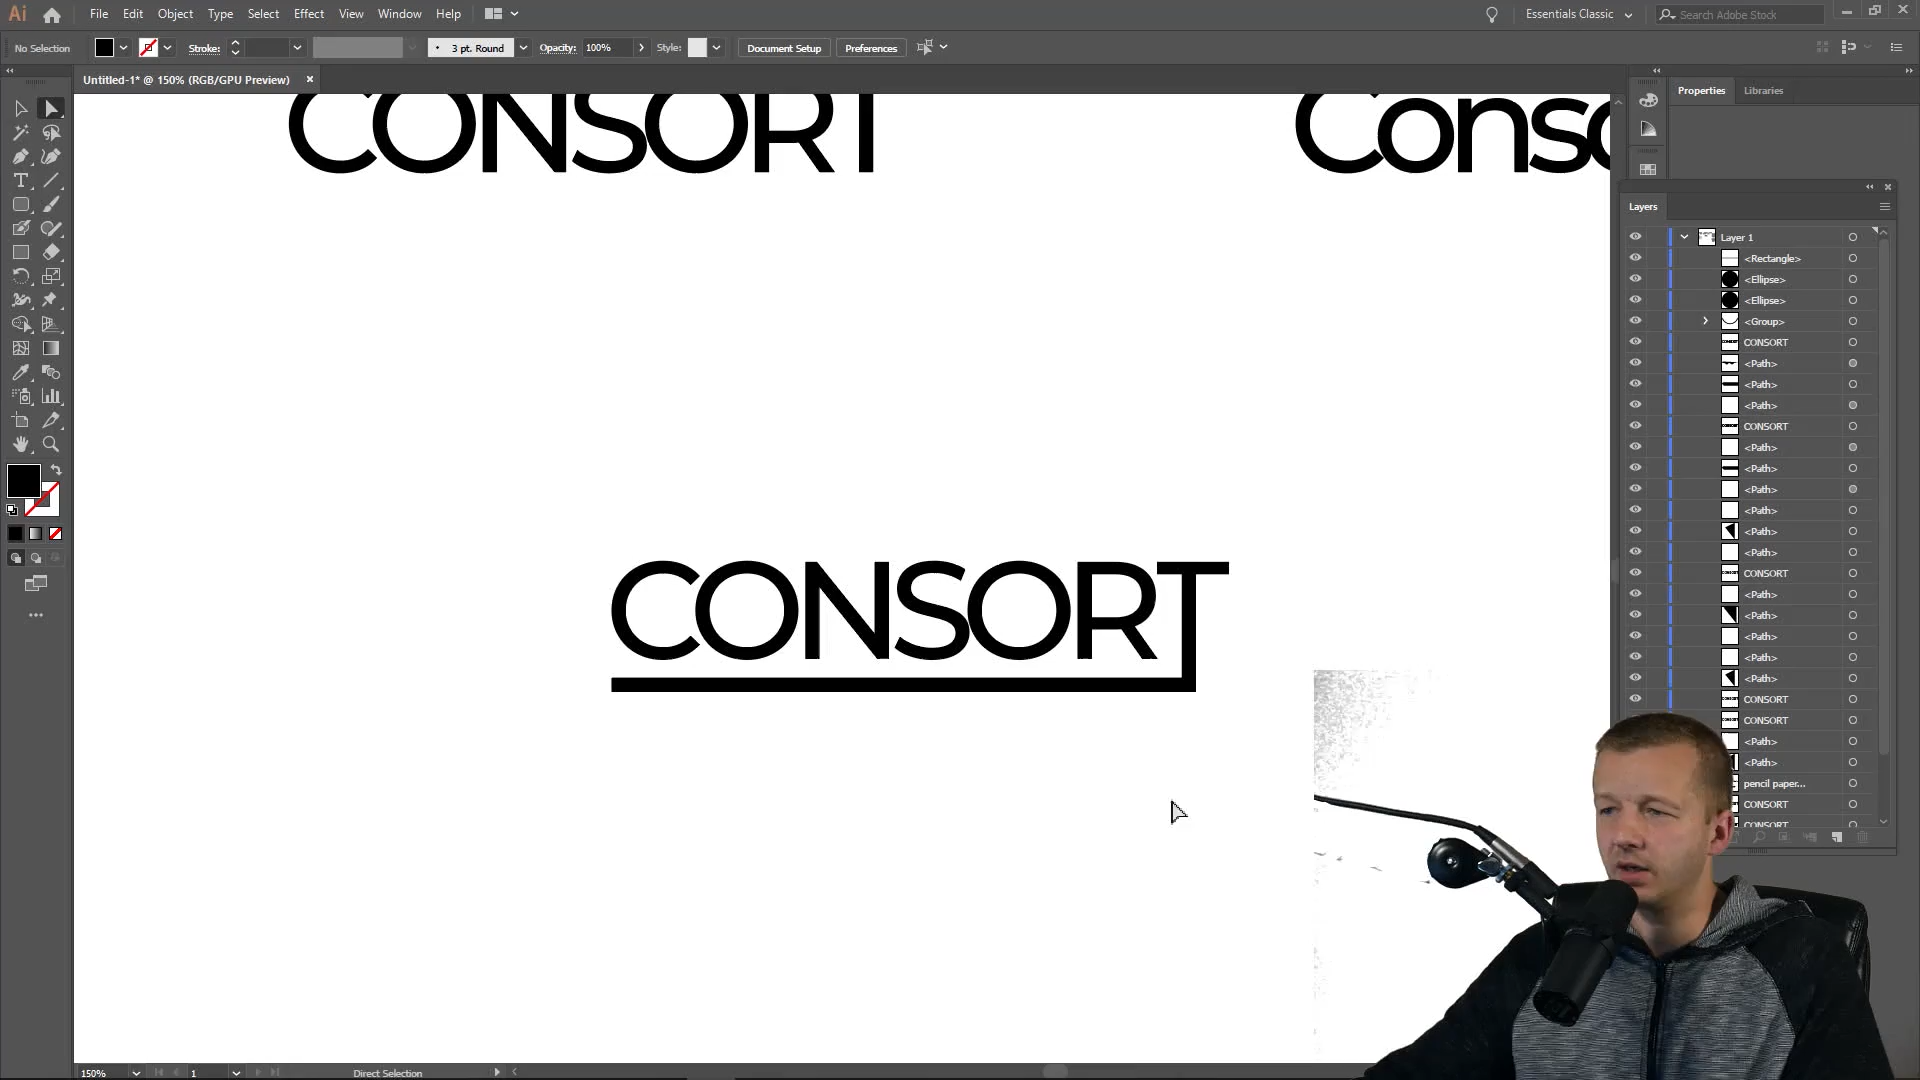 Ai File Edit Object Type Select Effect View Window Help Essentials Classic Search Adobe Stock
No Selection Stroke: 3 pt. Round Opacity: 100% Style: Document Setup Preferences
Untitled-1* @ 150% (RGB/GPU Preview)
Properties Libraries
CONSORT
Layers
Layer 1
<Rectangle>
<Ellipse>
<Ellipse>
<Group>
CONSORT
<Path>
<Path>
<Path>
CONSORT
<Path>
<Path>
<Path>
<Path>
<Path>
<Path>
CONSORT
<Path>
<Path>
<Path>
<Path>
<Path>
CONSORT
CONSORT
<Path>
<Path>
pencil paper...
CONSORT
CONSORT
CONSORT
150% 1 Direct Selection